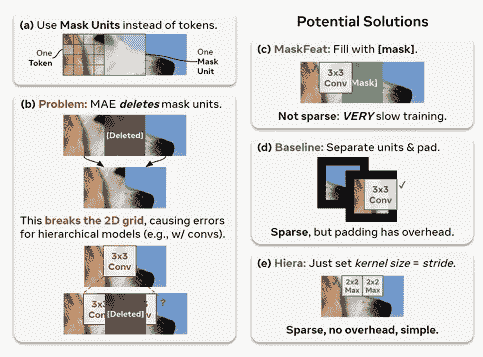 (a) Use Mask Units instead of tokens.
One
Token
One
Mask
Unit
(b) Problem: MAE deletes mask units.
[Deleted]
This breaks the 2D grid, causing errors
for hierarchical models (e.g., w/ convs).
3x3
Conv
3x3
Con
[Deleted]
v
?
Potential Solutions
(c) MaskFeat: Fill with [mask].
3x3
Conv
Mask]
Not sparse: VERY slow training.
(d) Baseline: Separate units & pad.
3x3
Conv
✓
Sparse, but padding has overhead.
(e) Hiera: Just set kernel size = stride.
2x2
Max
2x2
Max
Sparse, no overhead, simple.